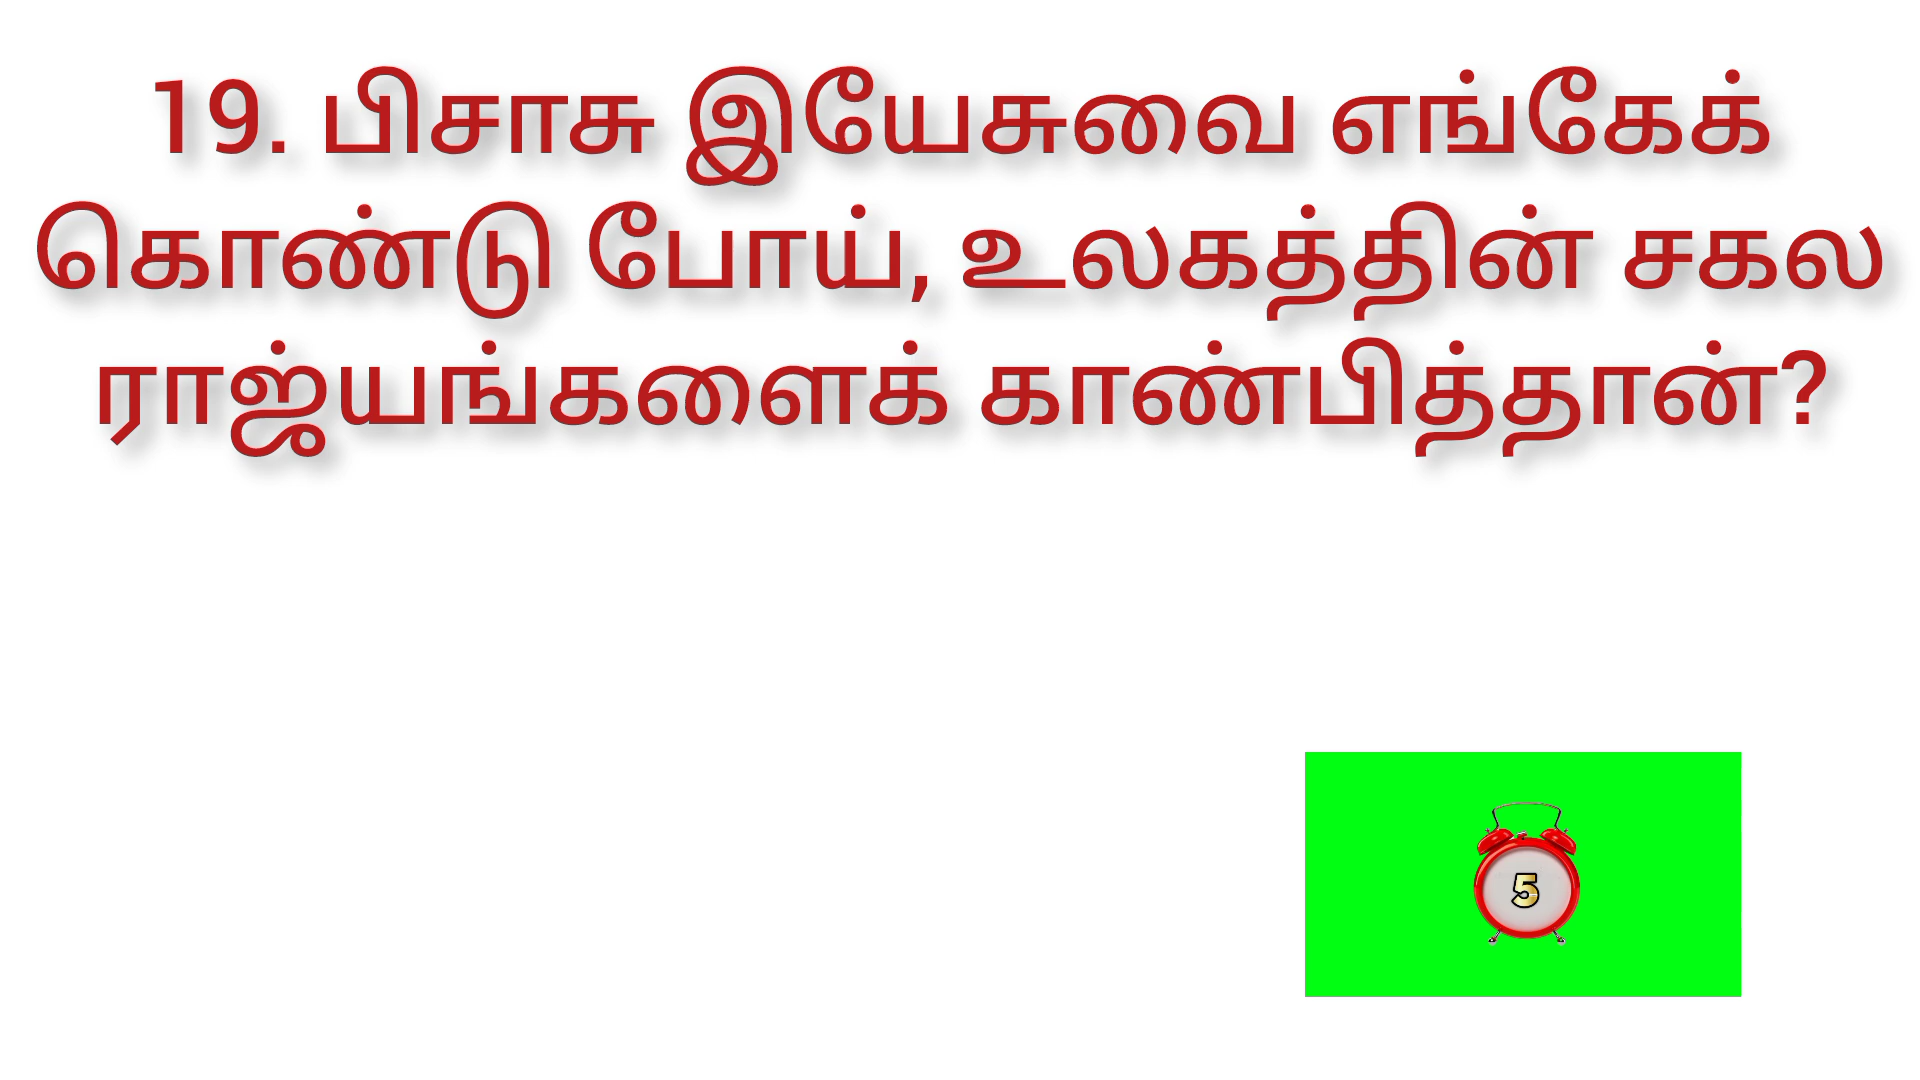 19. பிசாசு இயேசுவை எங்கேக்
கொண்டு போய், உலகத்தின் சகல
ராஜ்யங்களைக் காண்பித்தான்?
5